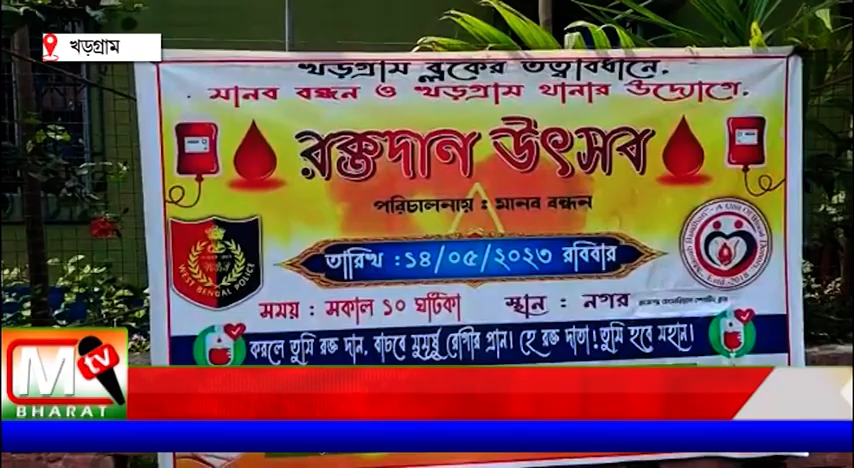 খড়গ্রাম
খড়গ্রাম ব্লকের তত্বাবিধানে,
মানব বন্ধন ও খড়গ্রাম থানার উদ্যোগে.
রক্তদান উৎসব
পরিচালনায় : মানব বন্ধন
WEST BENGAL POLICE
তারিখ :১৪/০৫/২০২৩ রবিবার
সময় : সকাল ১০ ঘটিকা
স্থান : নগর
করলে তুমি রক্ত দান, বাচবে মুমুর্ষু রোগীর প্রান। হে রক্ত দাতা! তুমি হবে মহান।
M tv
BHARAT